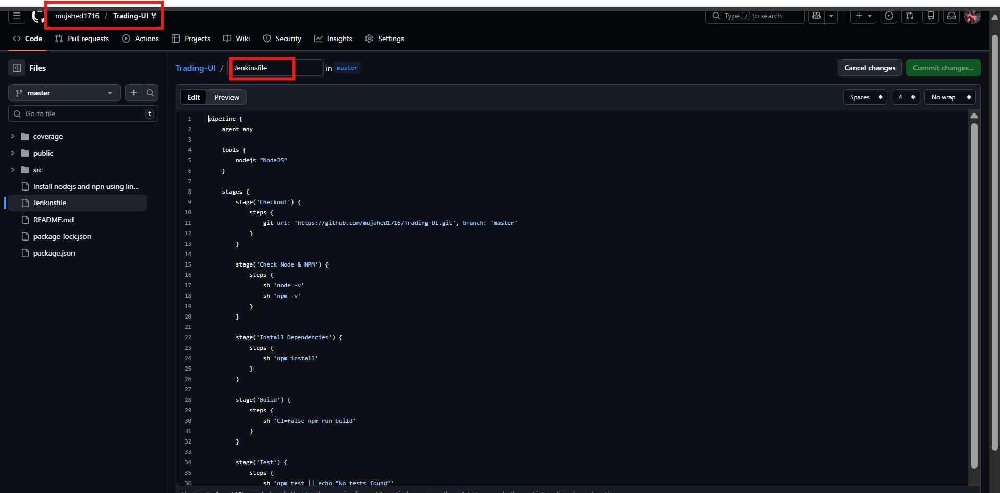 mujahed1716 / Trading-UI
Type / to search
Code
Pull requests
Actions
Projects
Wiki
Security
Insights
Settings
Files
master
Go to file
t
coverage
public
src
Install nodejs and npn using lin...
Jenkinsfile
README.md
package-lock.json
package.json
Trading-UI / Jenkinsfile in master
Cancel changes
Commit changes...
Edit
Preview
Spaces
4
No wrap
1 pipeline {
2     agent any
3
4     tools {
5         nodejs "NodeJS"
6     }
7
8     stages {
9         stage('Checkout') {
10             steps {
11                 git url: 'https://github.com/mujahed1716/Trading-UI.git', branch: 'master'
12             }
13         }
14
15         stage('Check Node & NPM') {
16             steps {
17                 sh 'node -v'
18                 sh 'npm -v'
19             }
20         }
21
22         stage('Install Dependencies') {
23             steps {
24                 sh 'npm install'
25             }
26         }
27
28         stage('Build') {
29             steps {
30                 sh 'CI=false npm run build'
31             }
32         }
33
34         stage('Test') {
35             steps {
36                 sh 'npm test || echo "No tests found"'